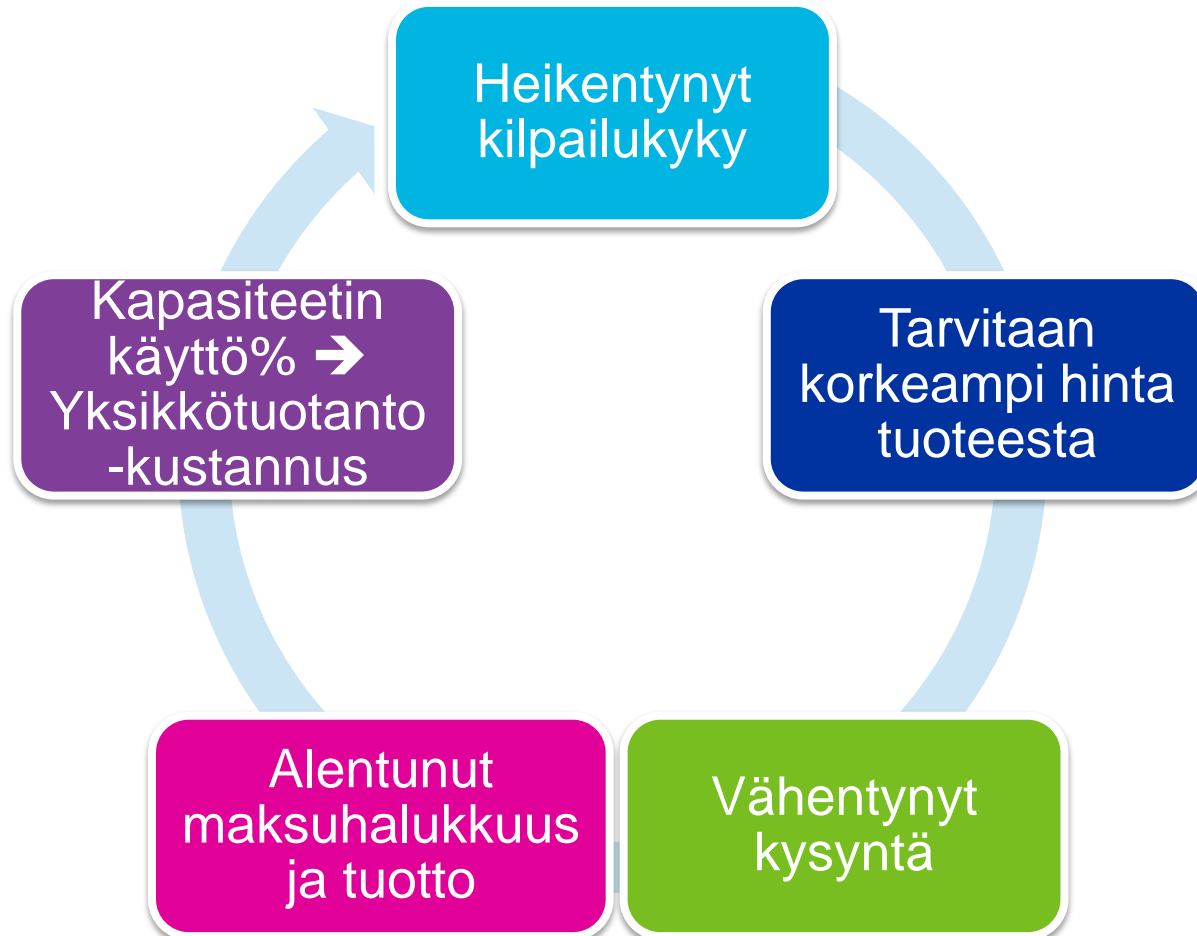 Heikentynyt
kilpailukyky
Tarvitaan
korkeampi hinta
tuoteesta
Vähentynyt
kysyntä
Alentunut
maksuhalukkuus
ja tuotto
Kapasiteetin
käyttö% ➔
Yksikkötuotanto
-kustannus